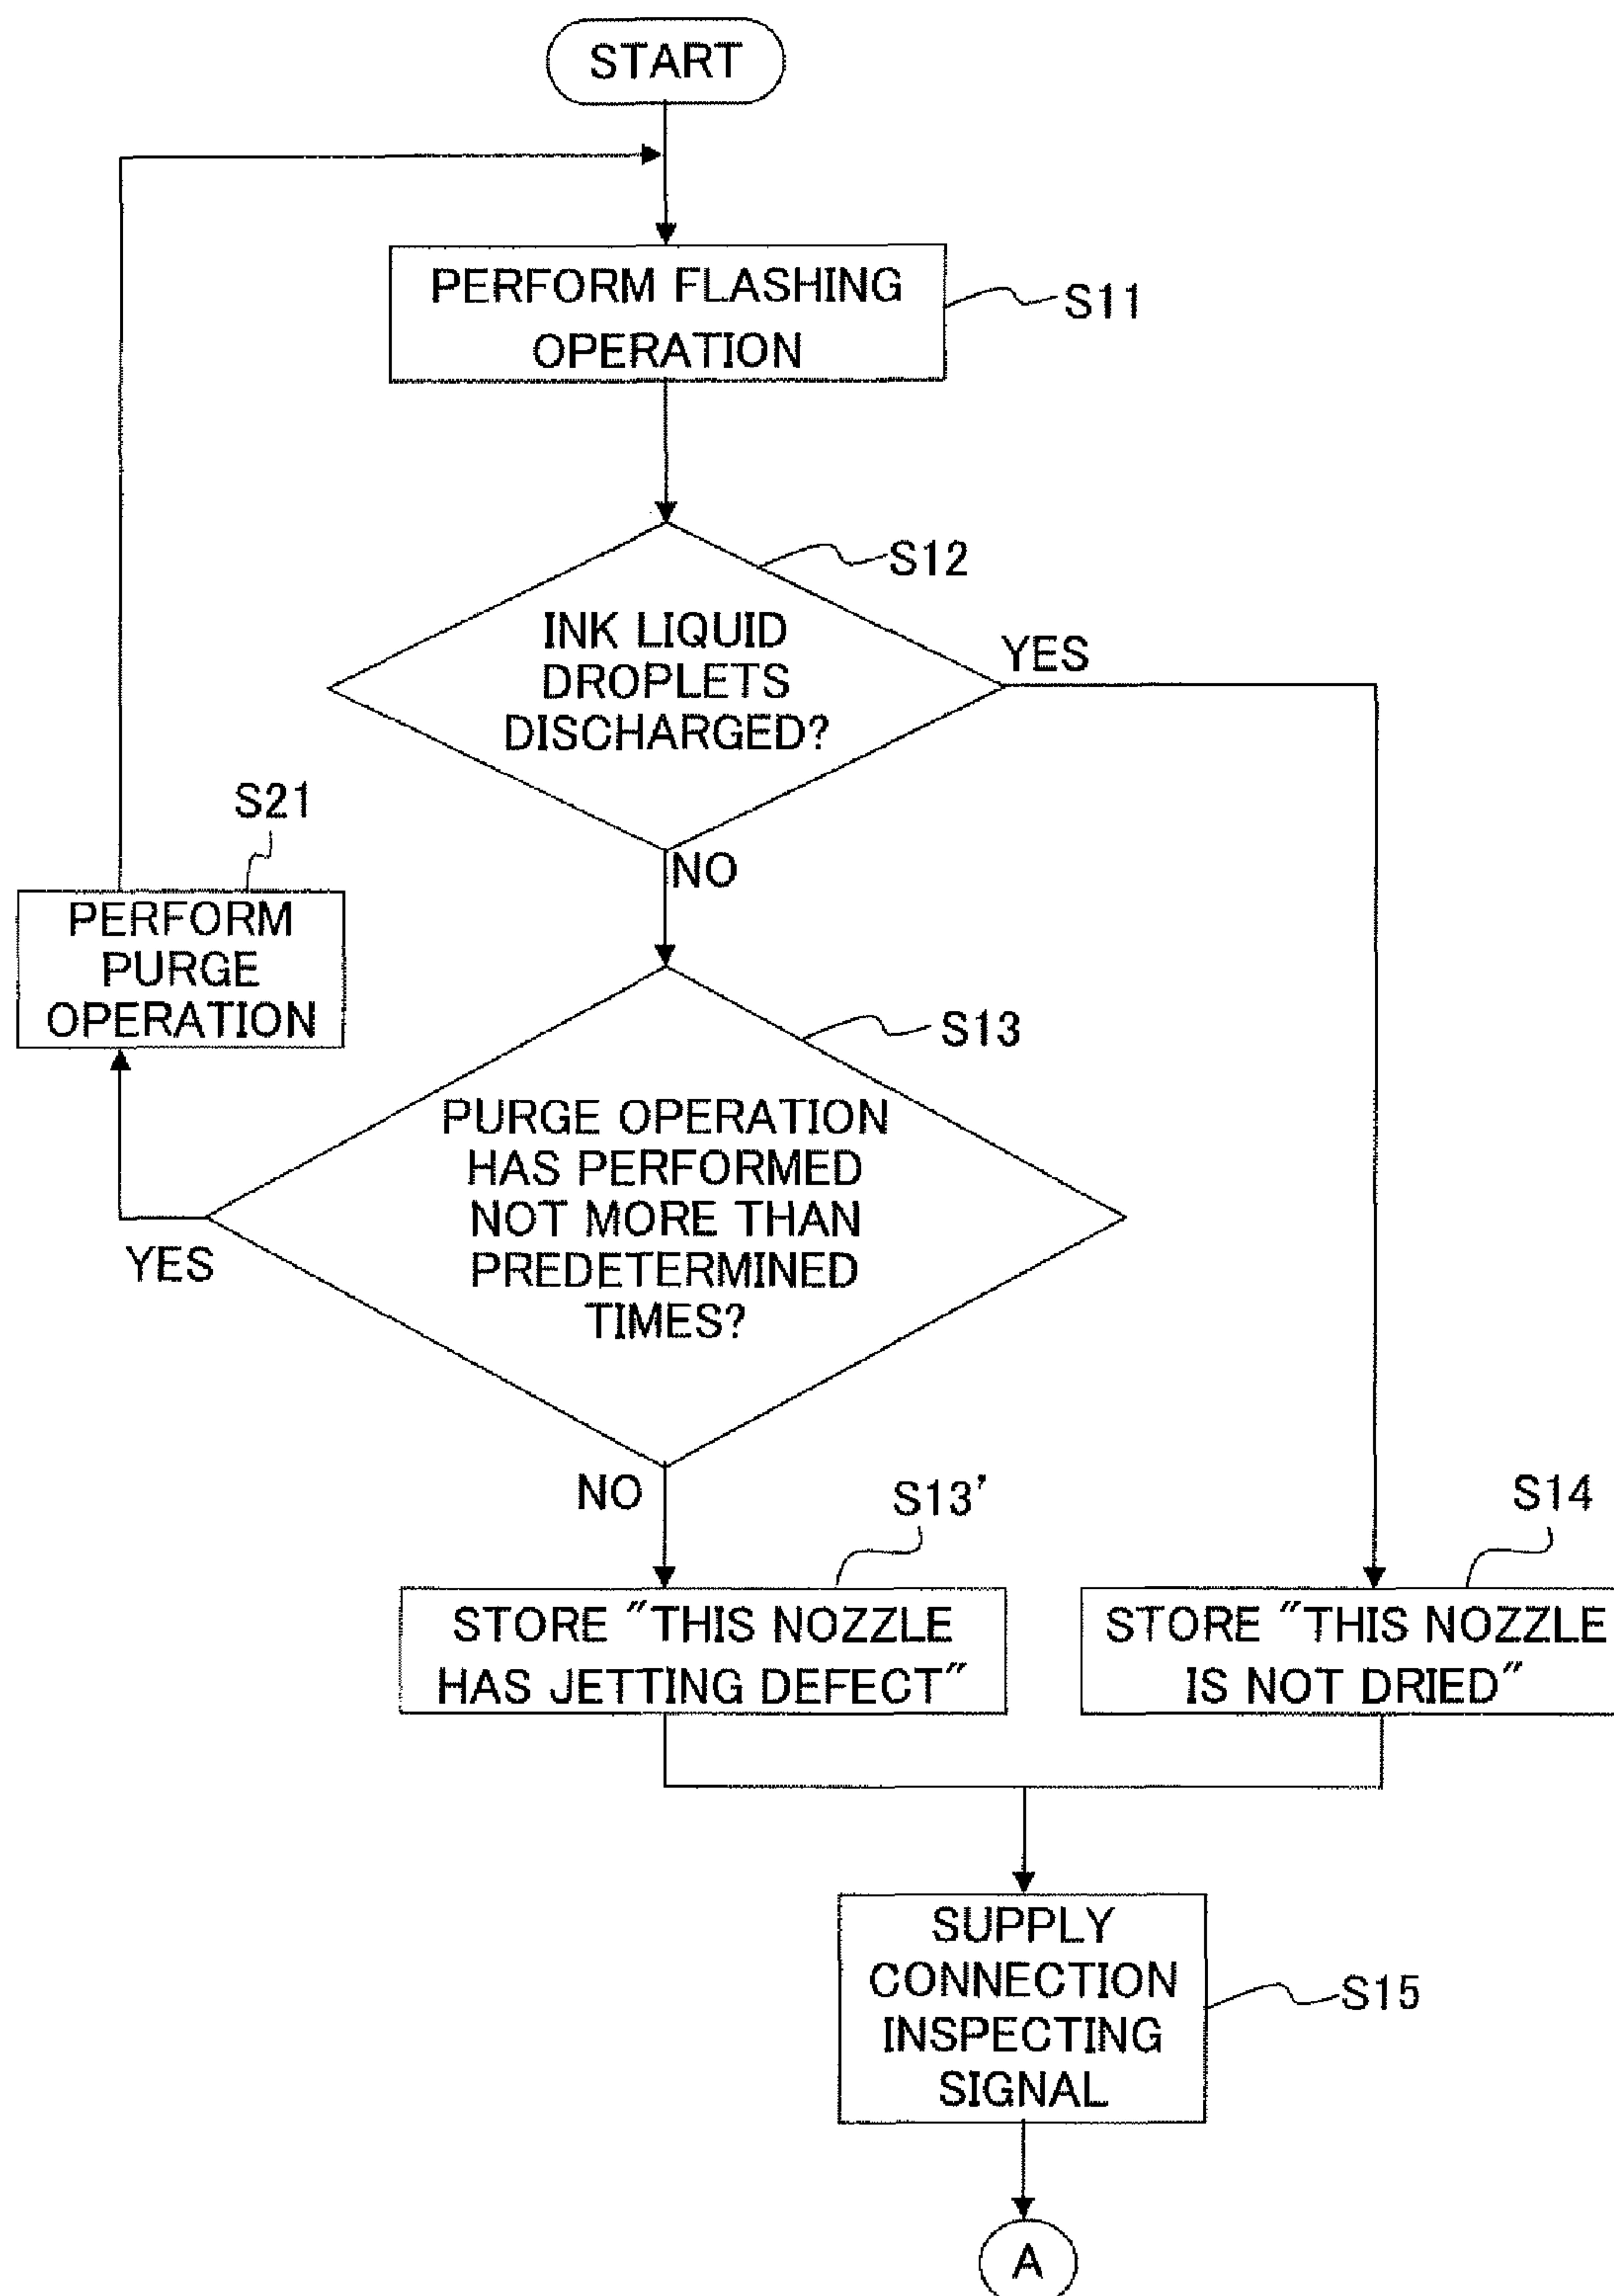 START
PERFORM FLASHING
OPERATION
S11
S12
INK LIQUID
DROPLETS
DISCHARGED?
YES
NO
S21
PERFORM
PURGE
OPERATION
S13
PURGE OPERATION
HAS PERFORMED
NOT MORE THAN
PREDETERMINED
TIMES?
YES
NO
S13'
STORE "THIS NOZZLE
HAS JETTING DEFECT"
S14
STORE "THIS NOZZLE
IS NOT DRIED"
SUPPLY
CONNECTION
INSPECTING
SIGNAL
S15
A